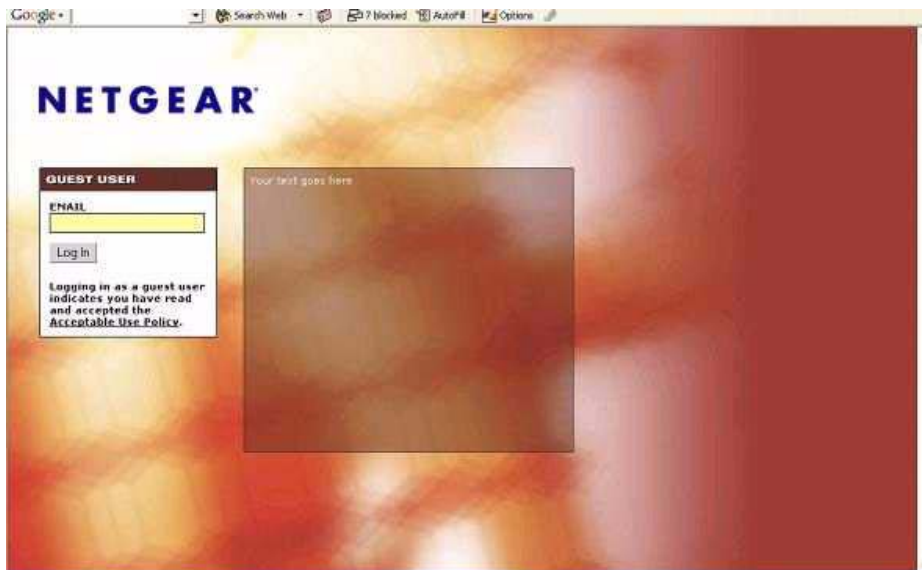 Google
Search Web
7 blocked
AutoFill
Options
NETGEAR
GUEST USER
Your text goes here
EMAIL
Log In
Logging in as a guest user
indicates you have read
and accepted the
Acceptable Use Policy.